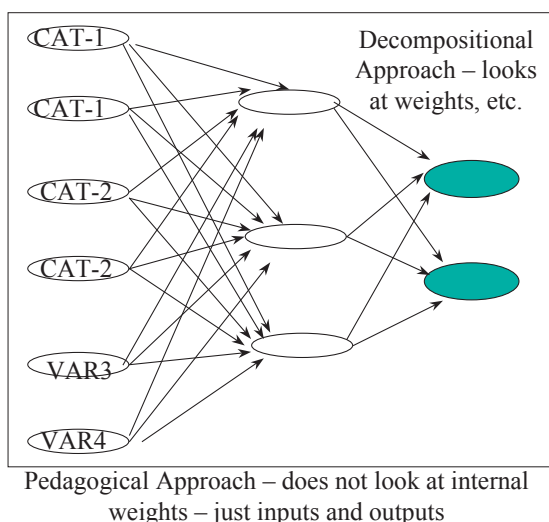 CAT-1
CAT-1
CAT-2
CAT-2
VAR3
VAR4
Decompositional
Approach – looks
at weights, etc.
Pedagogical Approach – does not look at internal
weights – just inputs and outputs